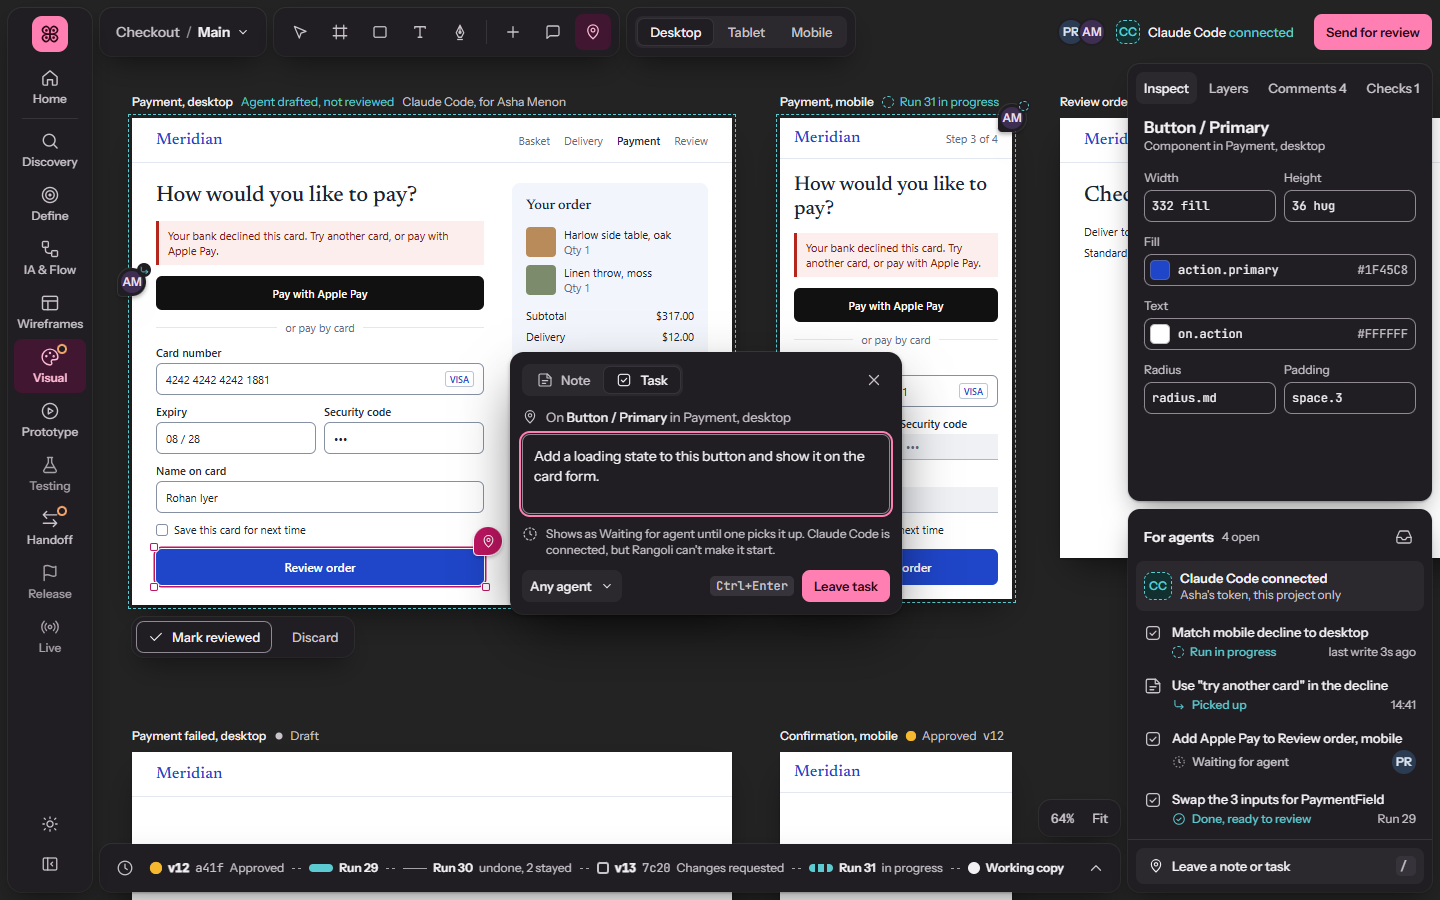 Checkout / Main
Desktop
Tablet
Mobile
PR
AM
CC
Claude Code connected
Send for review
Home
Discovery
Define
IA & Flow
Wireframes
Visual
Prototype
Testing
Handoff
Release
Live
Payment, desktop Agent drafted, not reviewed Claude Code, for Asha Menon
Meridian
Basket Delivery Payment Review
How would you like to pay?
Your bank declined this card. Try another card, or pay with
Apple Pay.
AM
Pay with Apple Pay
or pay by card
Card number
4242 4242 4242 1881
VISA
Expiry
Security code
08 / 28
•••
Name on card
Rohan Iyer
Save this card for next time
Review order
Your order
Harlow side table, oak
Qty 1
Linen throw, moss
Qty 1
Subtotal $317.00
Delivery $12.00
Mark reviewed
Discard
Payment, mobile Run 31 in progress
AM
Meridian
Step 3 of 4
How would you like to
pay?
Your bank declined this card. Try
another card, or pay with Apple Pay.
Pay with Apple Pay
or pay by card
1
VISA
Security code
•••
next time
order
Note
Task
On Button / Primary in Payment, desktop
Add a loading state to this button and show it on the
card form.
Shows as Waiting for agent until one picks it up. Claude Code is
connected, but Rangoli can't make it start.
Any agent
Ctrl+Enter
Leave task
Review orde
Merid
Chec
Deliver to
Standard
Inspect
Layers
Comments 4
Checks 1
Button / Primary
Component in Payment, desktop
Width
Height
332 fill
36 hug
Fill
action.primary #1F45C8
Text
on.action #FFFFFF
Radius
Padding
radius.md
space.3
For agents 4 open
CC
Claude Code connected
Asha's token, this project only
Match mobile decline to desktop
Run in progress last write 3s ago
Use "try another card" in the decline
Picked up 14:41
Add Apple Pay to Review order, mobile
Waiting for agent PR
Swap the 3 inputs for PaymentField
Done, ready to review Run 29
Leave a note or task /
Payment failed, desktop Draft
Meridian
Confirmation, mobile Approved v12
Meridian
64% Fit
v12 a41f Approved -- Run 29 -- Run 30 undone, 2 stayed -- v13 7c20 Changes requested -- Run 31 in progress -- Working copy